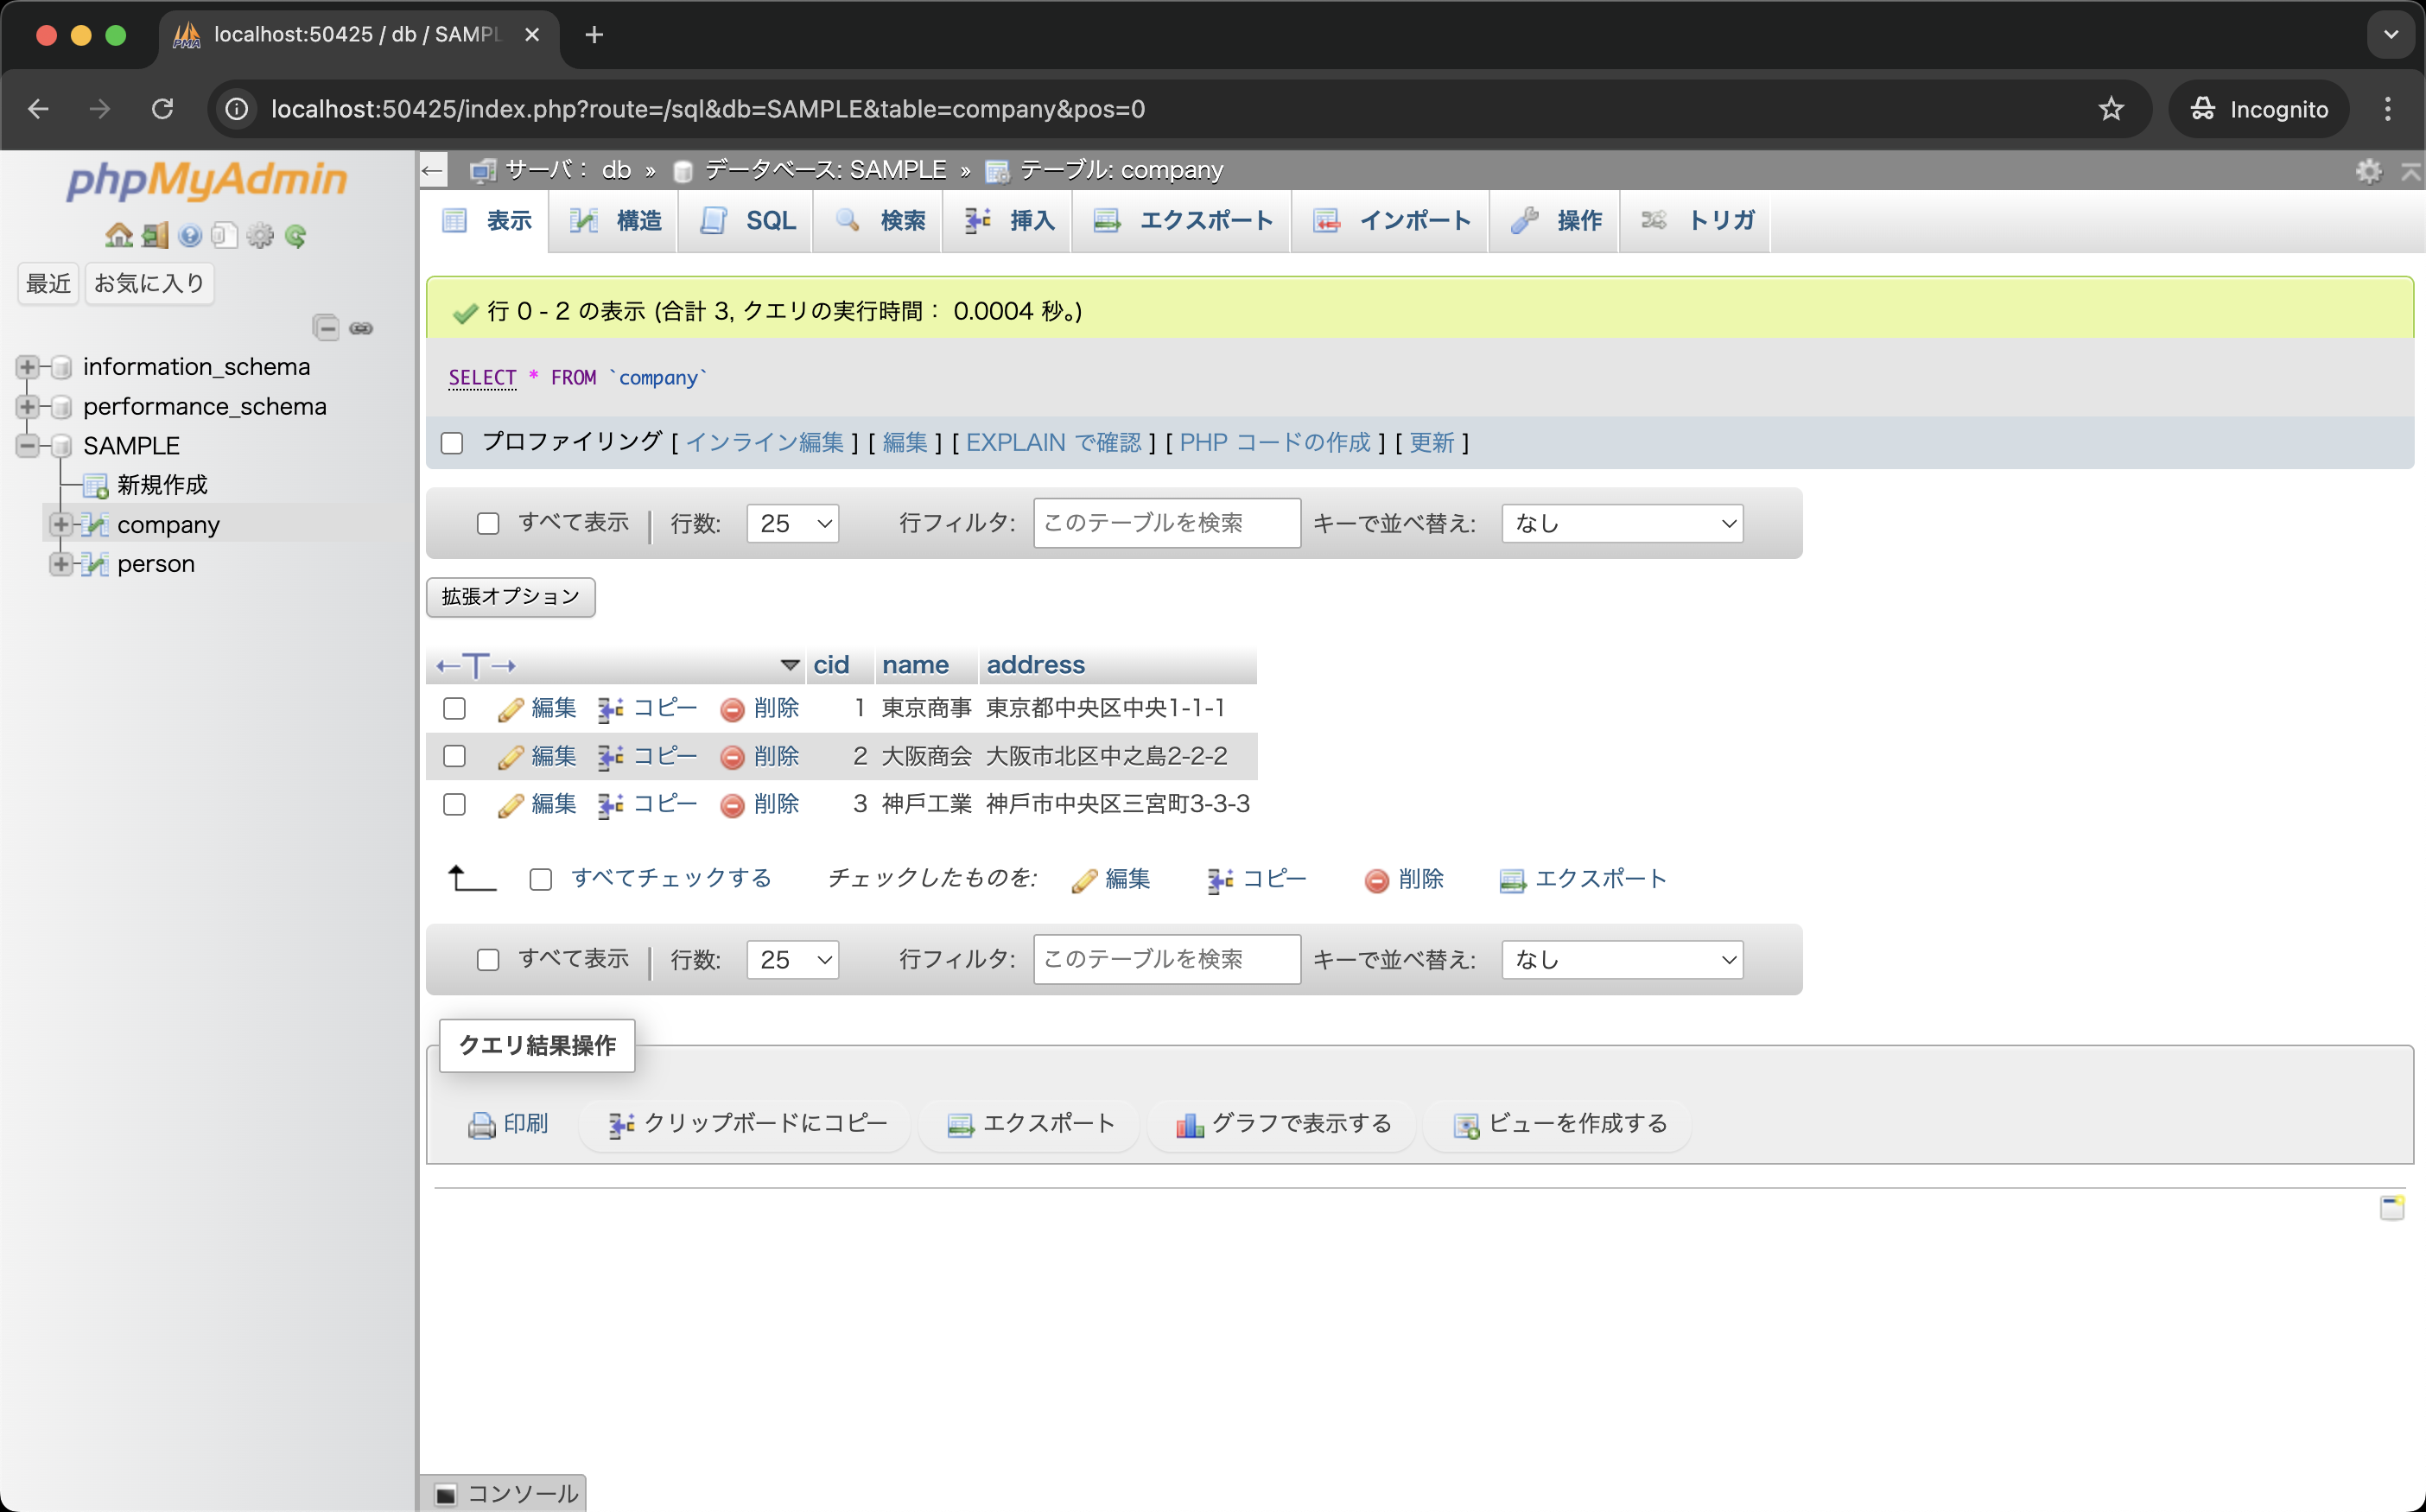 localhost:50425 / db / SAMPL
localhost:50425/index.php?route=/sql&db=SAMPLE&table=company&pos=0
Incognito
phpMyAdmin
最近 お気に入り
information_schema
performance_schema
SAMPLE
新規作成
company
person
サーバ： db » データベース: SAMPLE » テーブル: company
表示 構造 SQL 検索 挿入 エクスポート インポート 操作 トリガ
行 0 - 2 の表示 (合計 3, クエリの実行時間： 0.0004 秒。)
SELECT * FROM `company`
プロファイリング [ インライン編集 ] [ 編集 ] [ EXPLAIN で確認 ] [ PHP コードの作成 ] [ 更新 ]
すべて表示 行数: 25 行フィルタ: このテーブルを検索 キーで並べ替え: なし
拡張オプション
←T→ cid name address
編集 コピー 削除 1 東京商事 東京都中央区中央1-1-1
編集 コピー 削除 2 大阪商会 大阪市北区中之島2-2-2
編集 コピー 削除 3 神戸工業 神戸市中央区三宮町3-3-3
すべてチェックする チェックしたものを: 編集 コピー 削除 エクスポート
すべて表示 行数: 25 行フィルタ: このテーブルを検索 キーで並べ替え: なし
クエリ結果操作
印刷 クリップボードにコピー エクスポート グラフで表示する ビューを作成する
コンソール